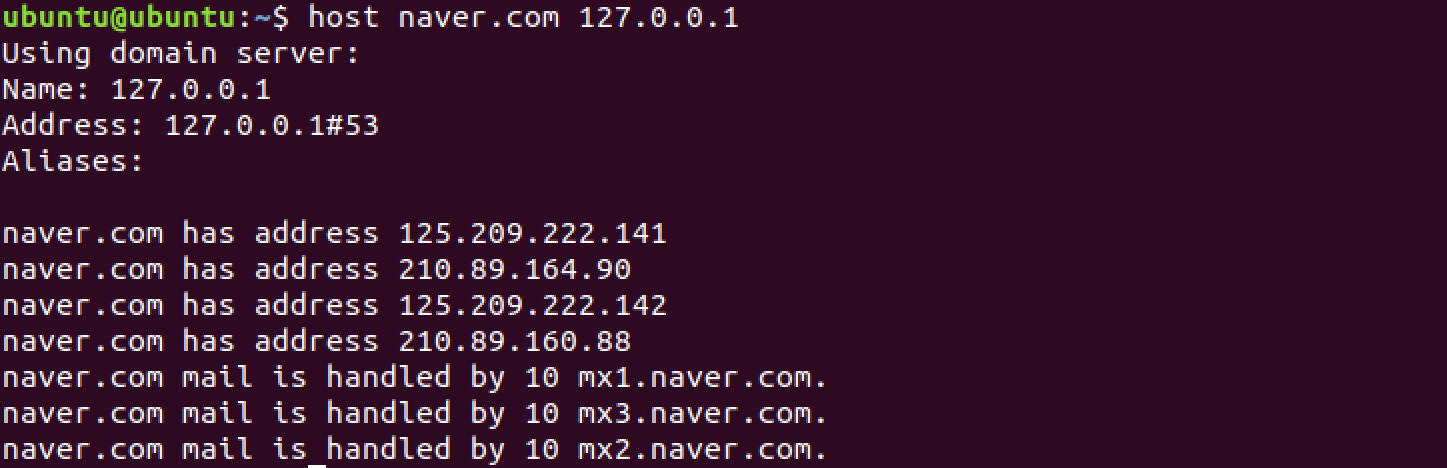 ubuntu@ubuntu:~$ host naver.com 127.0.0.1
Using domain server:
Name: 127.0.0.1
Address: 127.0.0.1#53
Aliases:
naver.com has address 125.209.222.141
naver.com has address 210.89.164.90
naver.com has address 125.209.222.142
naver.com has address 210.89.160.88
naver.com mail is handled by 10 mx1.naver.com.
naver.com mail is handled by 10 mx3.naver.com.
naver.com mail is handled by 10 mx2.naver.com.